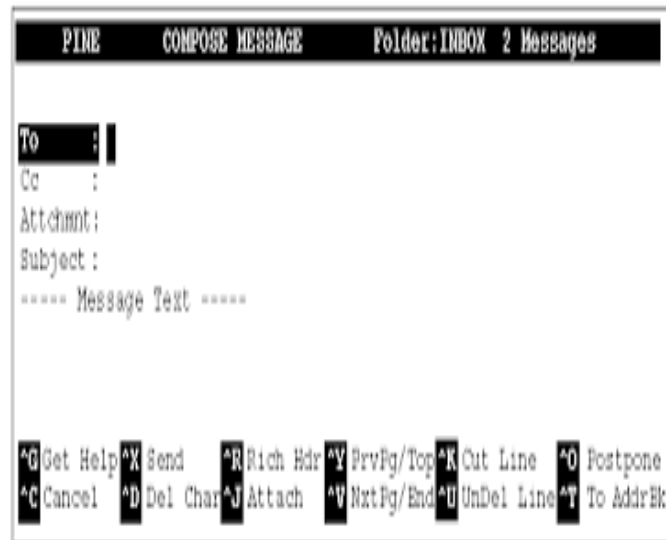 PINE COMPOSE MESSAGE Folder:INBOX 2 Messages
To :
Cc :
Attchmnt:
Subject :
----- Message Text -----
^G Get Help ^X Send ^R Rich Hdr ^Y PrvPg/Top ^K Cut Line ^O Postpone
^C Cancel ^D Del Char ^J Attach ^V NxtPg/End ^U UnDel Line ^T To AddrBk